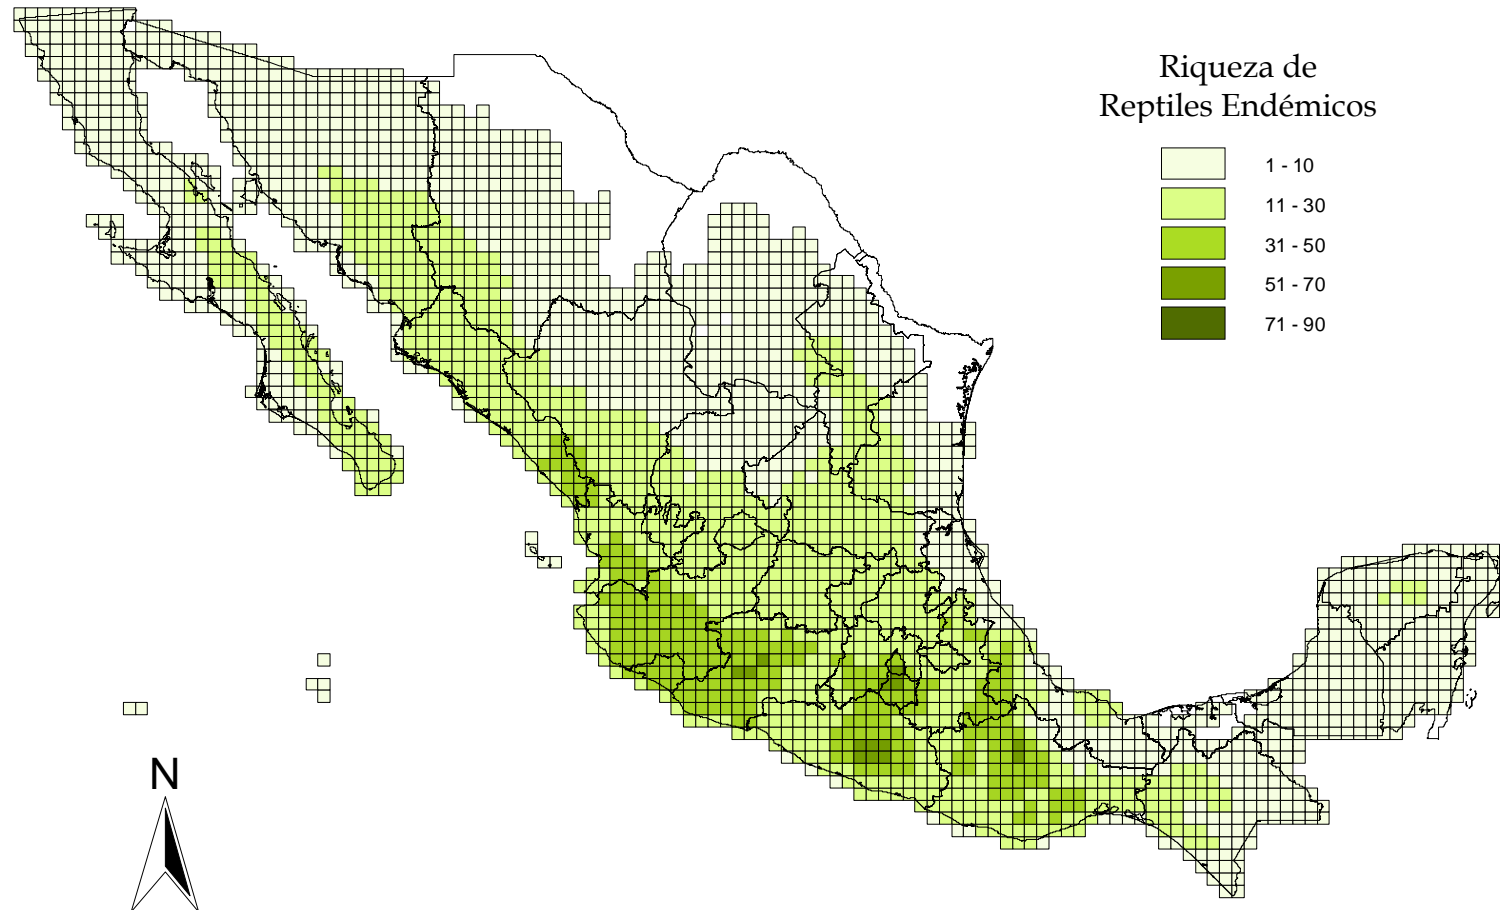 Riqueza de
Reptiles Endémicos
1 - 10
11 - 30
31 - 50
51 - 70
71 - 90
N